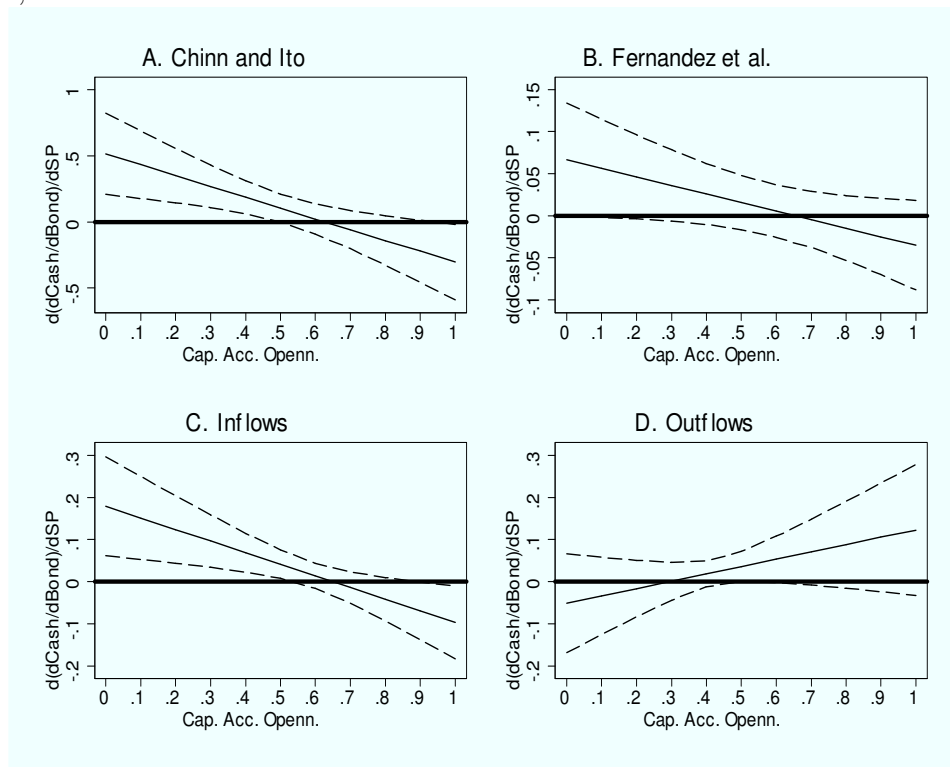 A. Chinn and Ito
d(dCash/dBond)/dSP
1
.5
0
-.5
0 .1 .2 .3 .4 .5 .6 .7 .8 .9 1
Cap. Acc. Openn.
B. Fernandez et al.
d(dCash/dBond)/dSP
.15
.1
.05
0
-.05
-.1
0 .1 .2 .3 .4 .5 .6 .7 .8 .9 1
Cap. Acc. Openn.
C. Inflows
d(dCash/dBond)/dSP
.3
.2
.1
0
-.1
-.2
0 .1 .2 .3 .4 .5 .6 .7 .8 .9 1
Cap. Acc. Openn.
D. Outflows
d(dCash/dBond)/dSP
.3
.2
.1
0
-.1
-.2
0 .1 .2 .3 .4 .5 .6 .7 .8 .9 1
Cap. Acc. Openn.